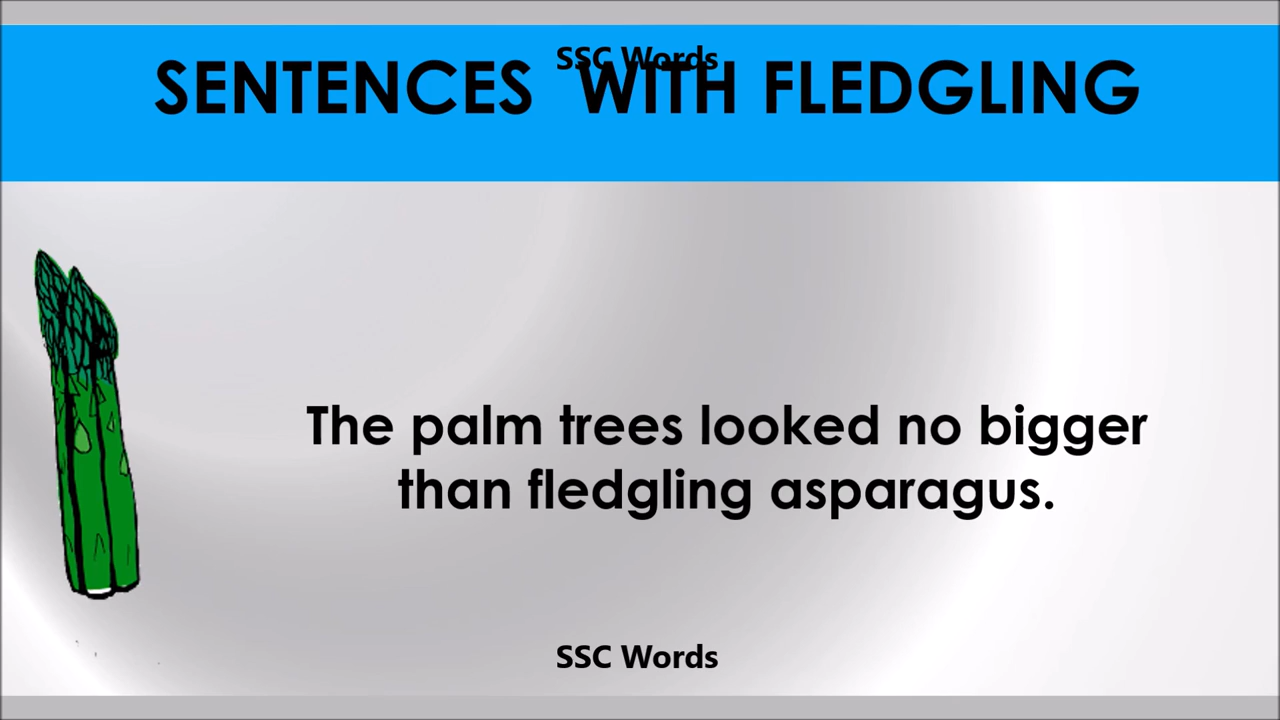 SSC Words
SENTENCES WITH FLEDGLING
The palm trees looked no bigger
than fledgling asparagus.
SSC Words